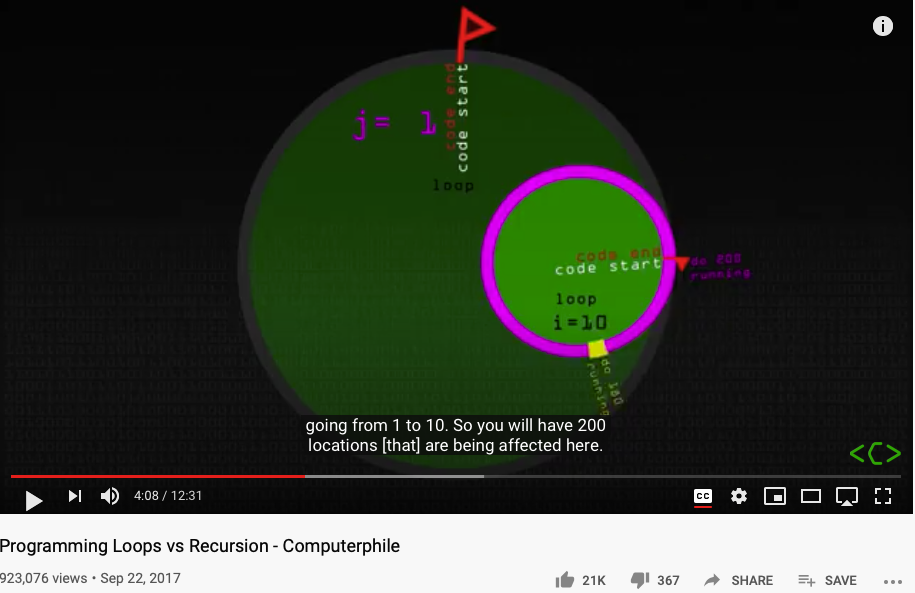 code end
code start
j= 1
loop
code end
code start
do 200
running
loop
i=10
do 100
running
going from 1 to 10. So you will have 200
locations [that] are being affected here.
<C>
CC
4:08 / 12:31
Programming Loops vs Recursion - Computerphile
923,076 views • Sep 22, 2017
21K
367
SHARE
SAVE